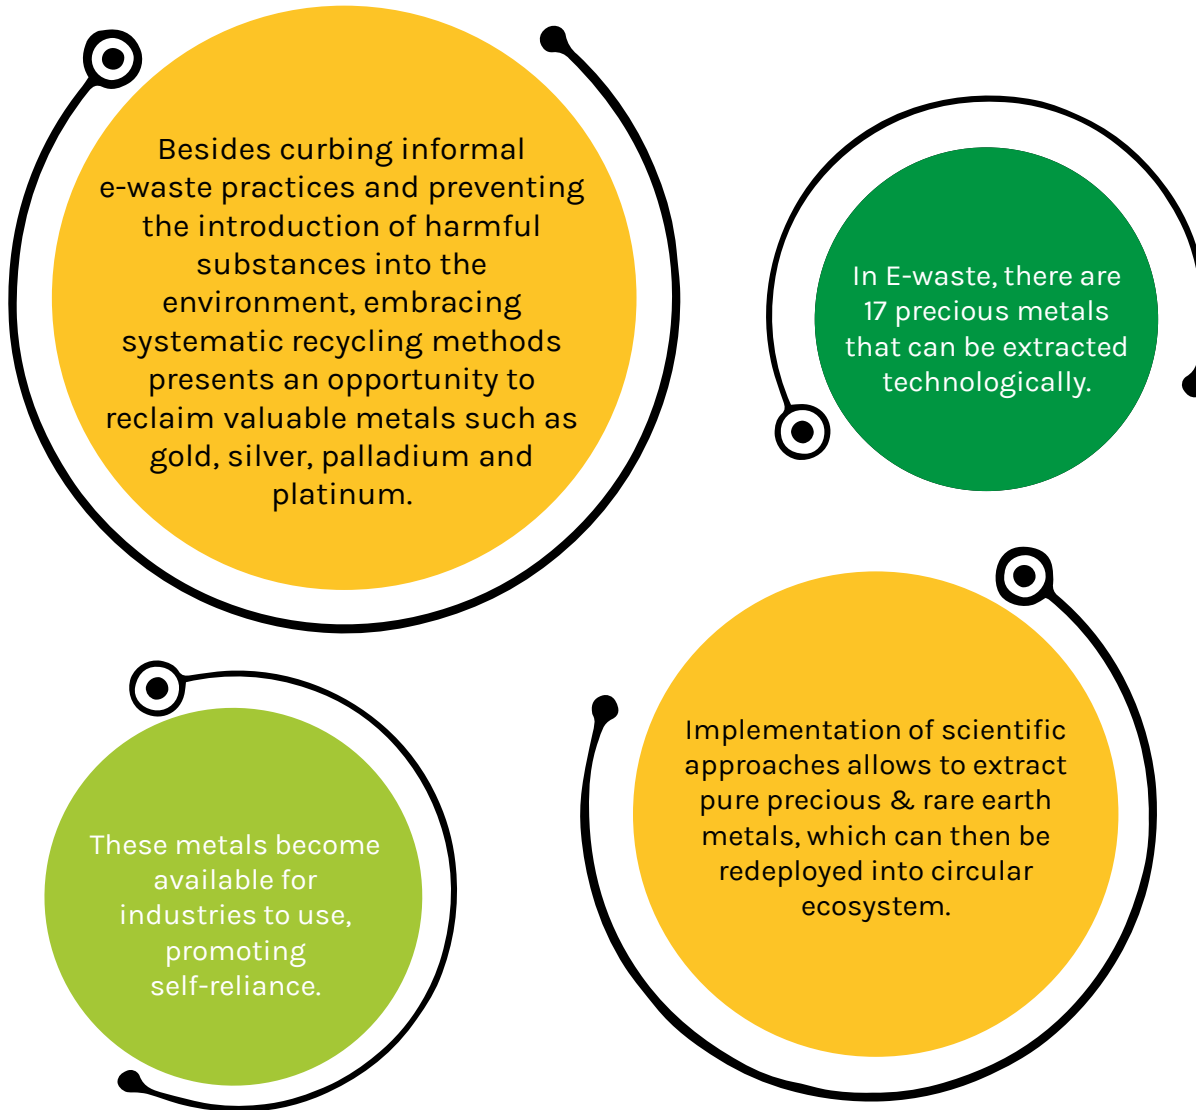 Besides curbing informal
e-waste practices and preventing
the introduction of harmful
substances into the
environment, embracing
systematic recycling methods
presents an opportunity to
reclaim valuable metals such as
gold, silver, palladium and
platinum.
In E-waste, there are
17 precious metals
that can be extracted
technologically.
These metals become
available for
industries to use,
promoting
self-reliance.
Implementation of scientific
approaches allows to extract
pure precious & rare earth
metals, which can then be
redeployed into circular
ecosystem.